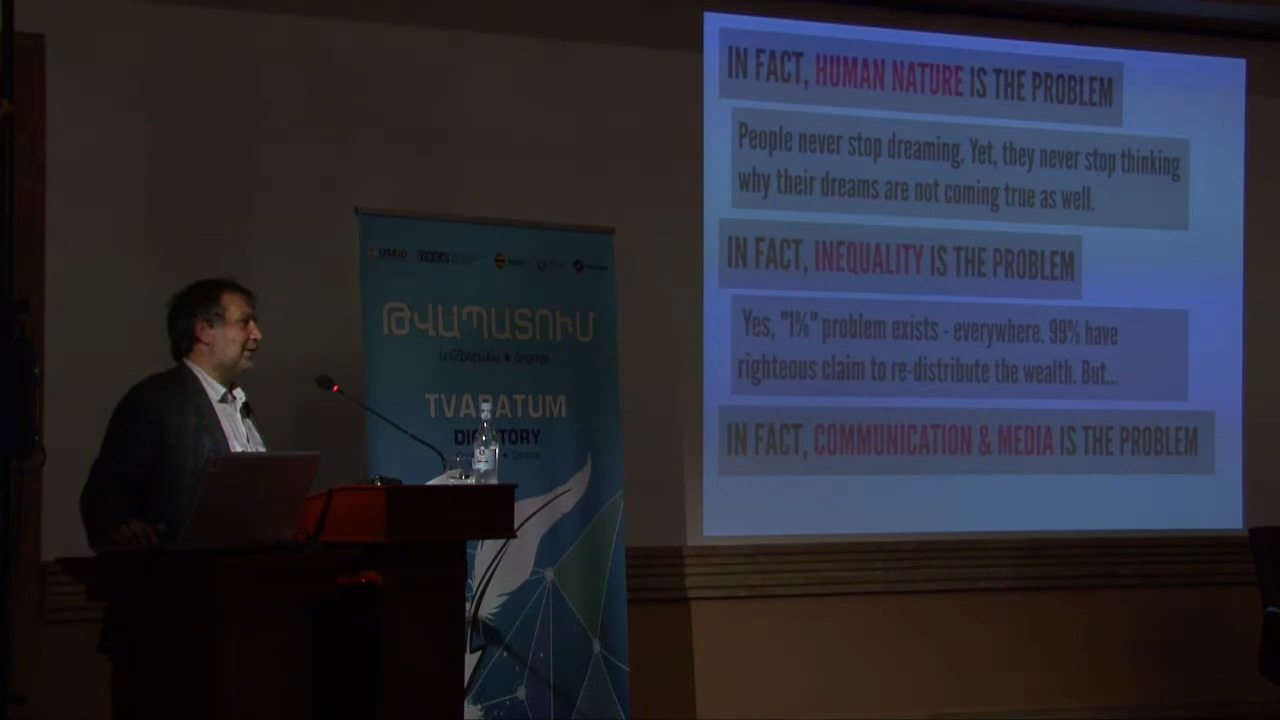 IN FACT, HUMAN NATURE IS THE PROBLEM
People never stop dreaming. Yet, they never stop thinking
why their dreams are not coming true as well.
IN FACT, INEQUALITY IS THE PROBLEM
Yes, "1%" problem exists - everywhere. 99% have
righteous claim to re-distribute the wealth. But...
IN FACT, COMMUNICATION & MEDIA IS THE PROBLEM
USAID
ԹՎԱՊԱՏՈՒՄ
TVAPATUM